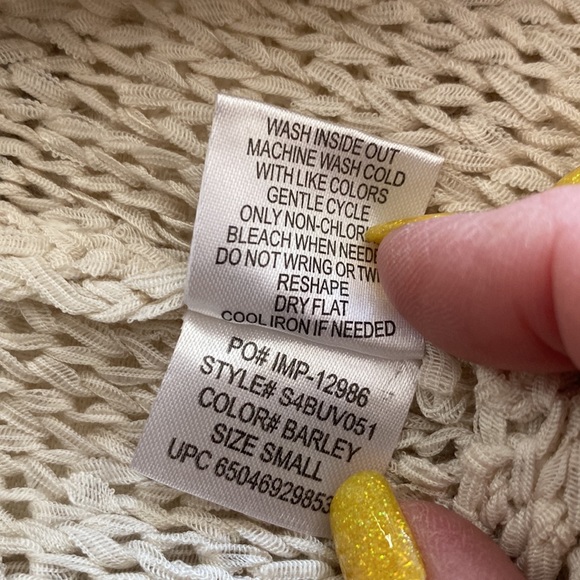 WASH INSIDE OUT
MACHINE WASH COLD
WITH LIKE COLORS
GENTLE CYCLE
ONLY NON-CHLOR
BLEACH WHEN NEED
DO NOT WRING OR TW
RESHAPE
DRY FLAT
COOL IRON IF NEEDED
PO# IMP-12986
STYLE# S4BUV051
COLOR# BARLEY
SIZE SMALL
UPC 65046929853